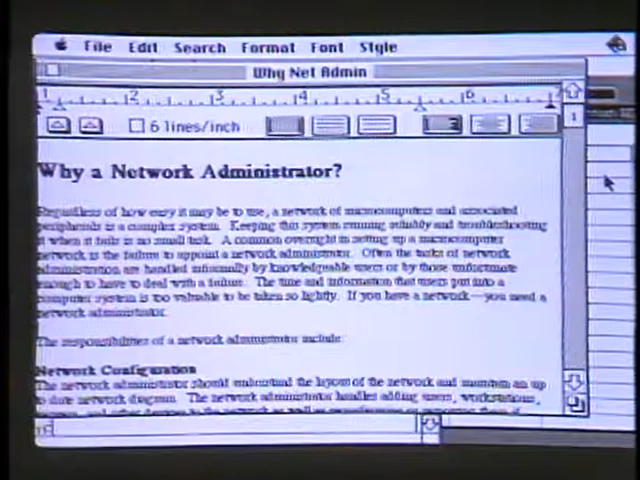 File Edit Search Format Font Style
Why Net Admin
1 2 3 4 5 6
6 lines/inch
1
Why a Network Administrator?
Regardless of how easy it may be to use, a network of microcomputers and associated
peripherals is a complex system. Keeping this system running reliably and troubleshooting
it when it fails is no small task. A common oversight in setting up a microcomputer
network is the failure to appoint a network administrator. Often the tasks of network
administration are handled informally by knowledgeable users or by those unfortunate
enough to have to deal with a failure. The time and information that users put into a
computer system is too valuable to be taken so lightly. If you have a network—you need a
network administrator.
The responsibilities of a network administrator include:
Network Configuration
The network administrator should understand the layout of the network and maintain an up
to date network diagram. The network administrator handles adding users, workstations,